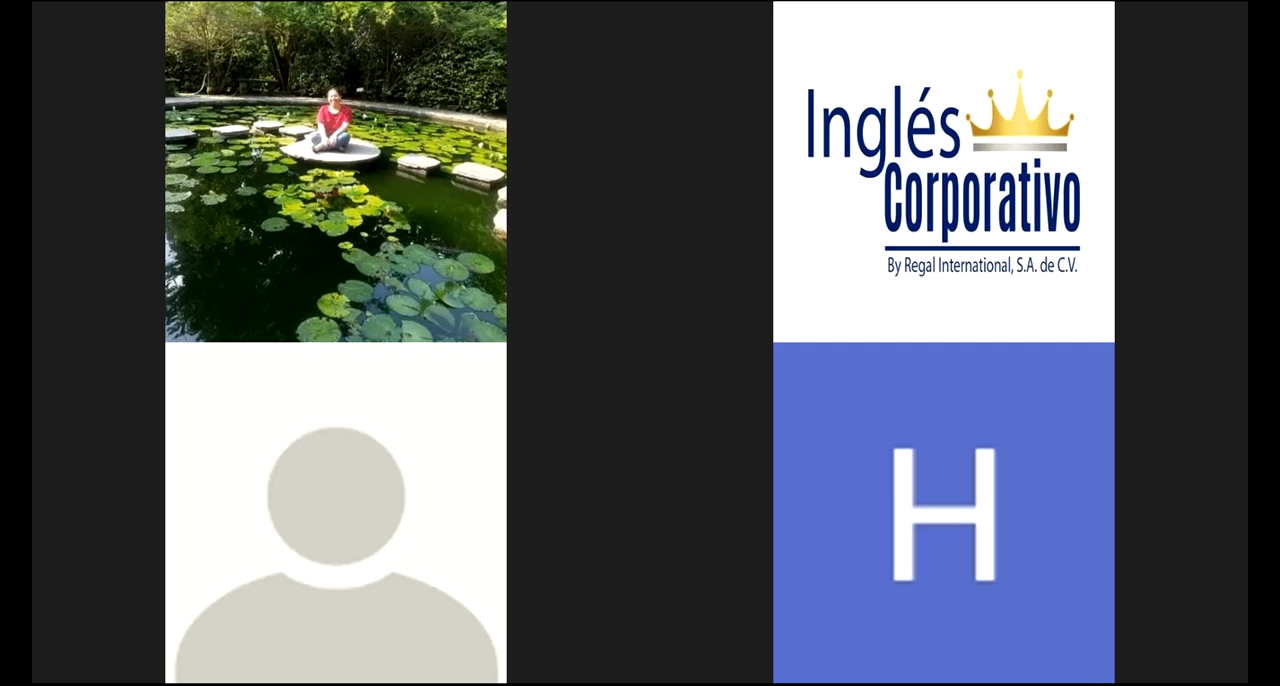 Inglés
Corporativo
By Regal International, S.A. de C.V.
H